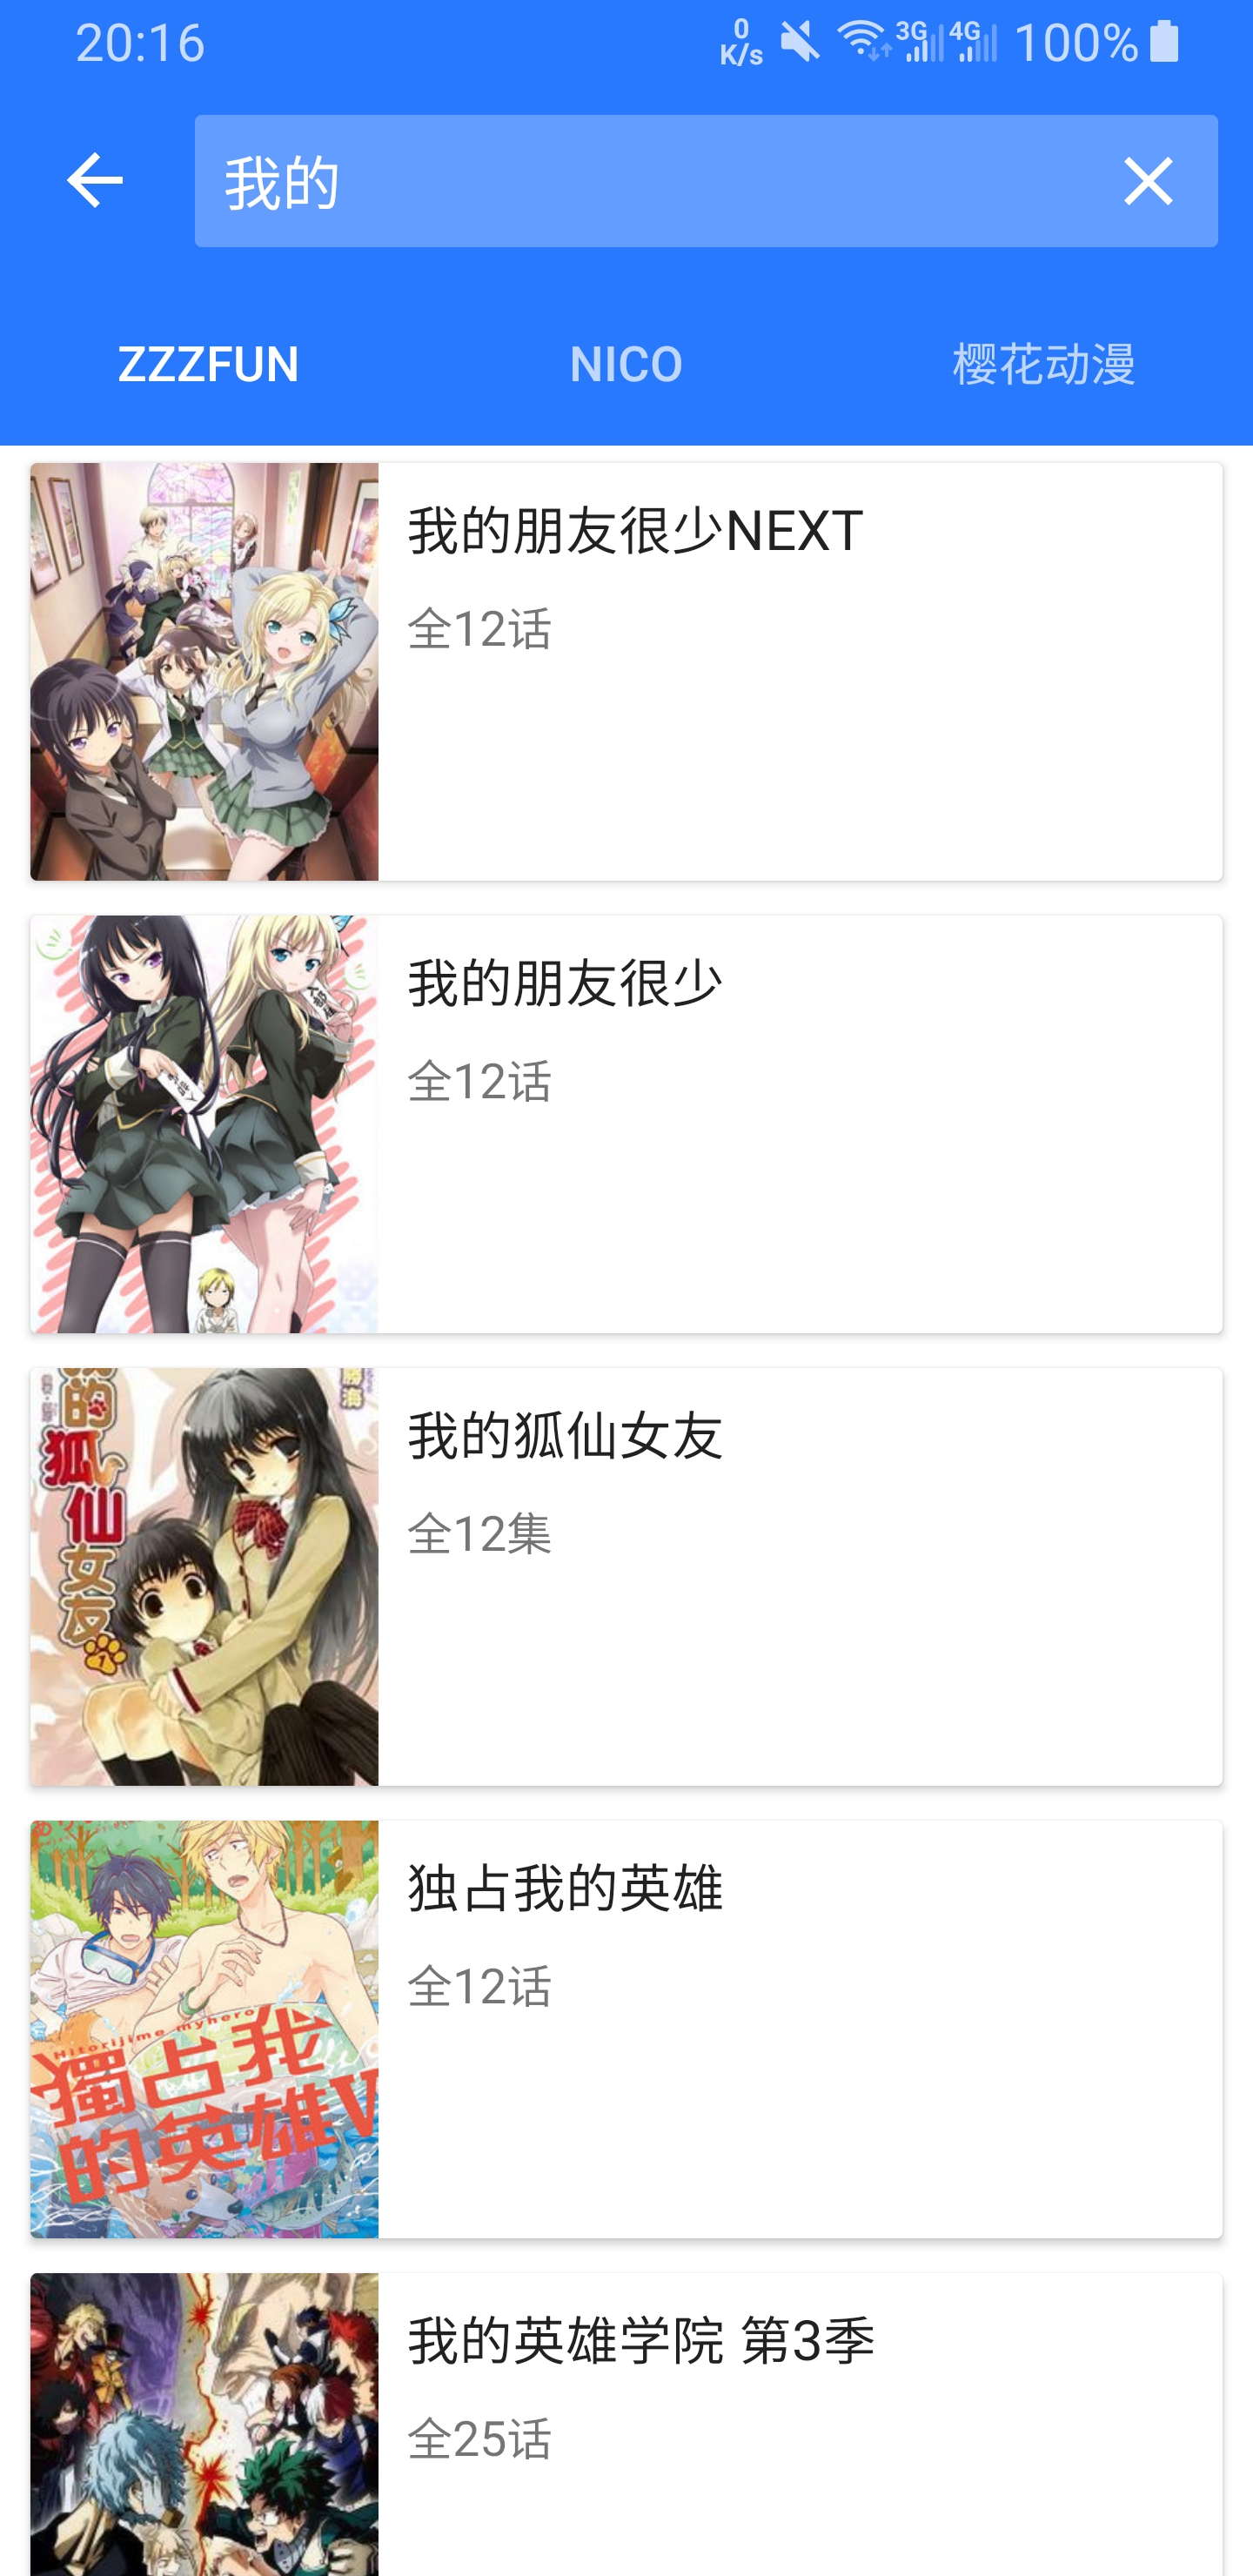 20:16
0
K/s
3G
4G
100%
我的
ZZZFUN
NICO
樱花动漫
我的朋友很少NEXT
全12话
我的朋友很少
全12话
的狐仙女友
1
我的狐仙女友
全12集
Hitorijime myhero
獨占我
的英雄V
独占我的英雄
全12话
我的英雄学院 第3季
全25话